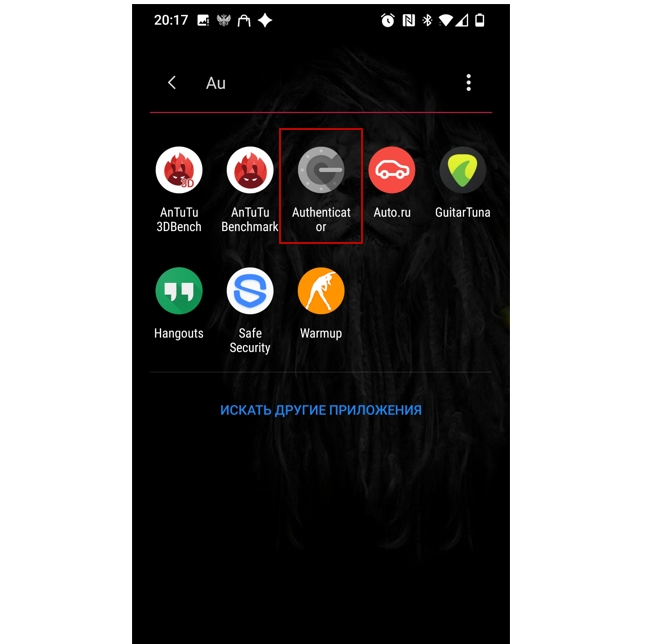 20:17
Au
AnTuTu
3DBench
AnTuTu
Benchmark
Authenticat
or
Auto.ru
GuitarTuna
Hangouts
Safe
Security
Warmup
ИСКАТЬ ДРУГИЕ ПРИЛОЖЕНИЯ